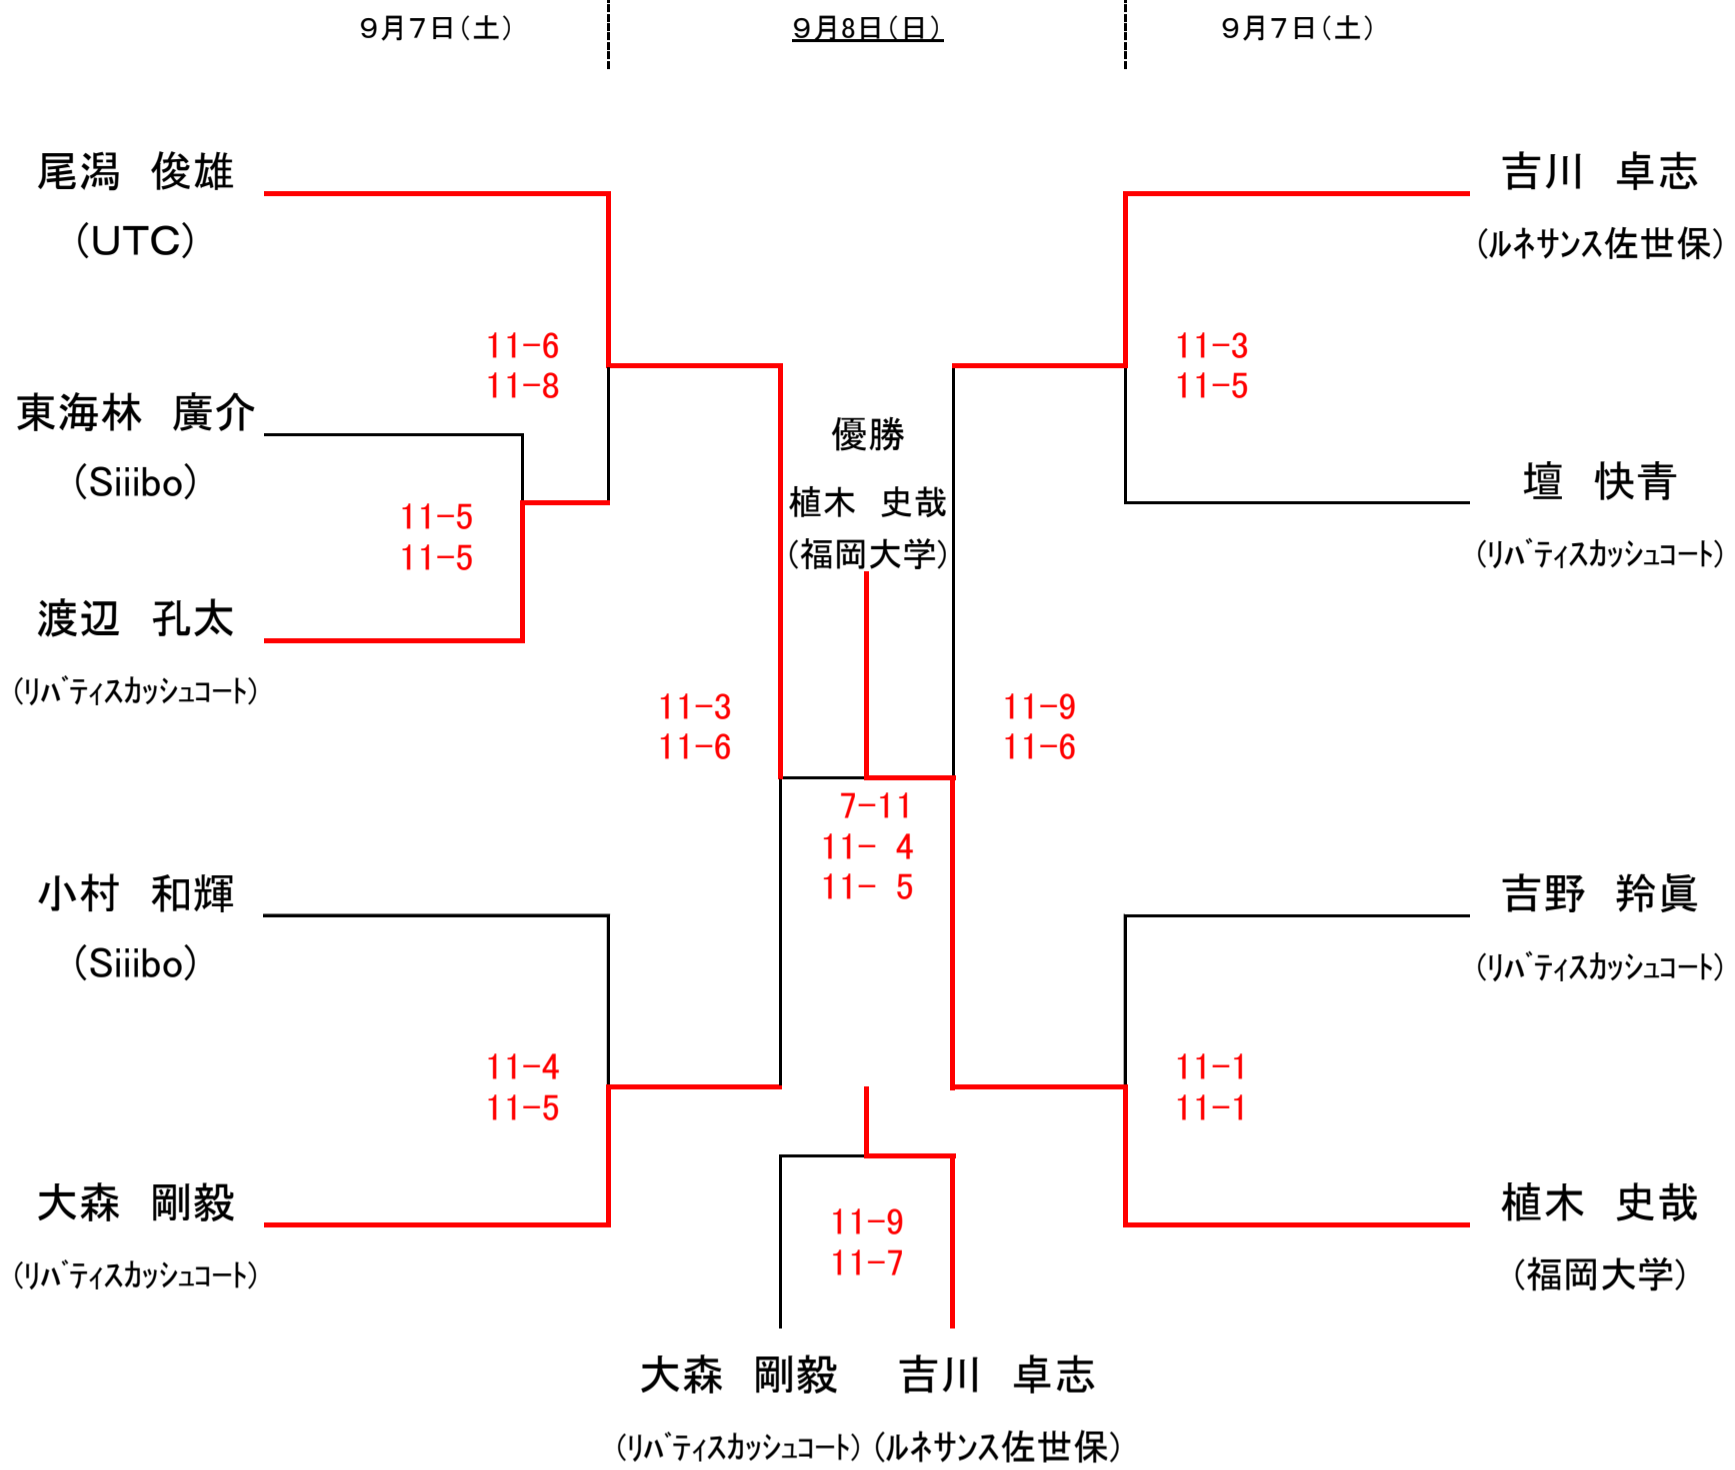 ９月７日（土）
９月8日（日）
９月７日（土）
尾潟　俊雄
（UTC）
11-6
11-8
東海林　廣介
（Siiibo）
11-5
11-5
渡辺　孔太
（ﾘﾊﾞﾃｨｽｶｯｼｭｺｰﾄ）
11-3
11-6
小村　和輝
（Siiibo）
11-4
11-5
大森　剛毅
（ﾘﾊﾞﾃｨｽｶｯｼｭｺｰﾄ）
優勝
植木　史哉
（福岡大学）
7-11
11- 4
11- 5
11-9
11-7
大森　剛毅
（ﾘﾊﾞﾃｨｽｶｯｼｭｺｰﾄ）
吉川　卓志
（ﾙﾈｻﾝｽ佐世保）
吉川　卓志
（ﾙﾈｻﾝｽ佐世保）
11-3
11-5
壇　快青
（ﾘﾊﾞﾃｨｽｶｯｼｭｺｰﾄ）
11-9
11-6
吉野　羚眞
（ﾘﾊﾞﾃｨｽｶｯｼｭｺｰﾄ）
11-1
11-1
植木　史哉
（福岡大学）